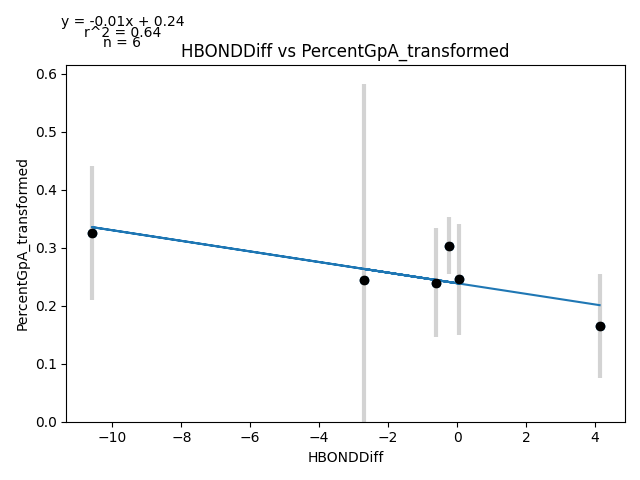 y = -0.01x + 0.24
r^2 = 0.64
n = 6
HBONDDiff vs PercentGpA_transformed
PercentGpA_transformed
0.6
0.5
0.4
0.3
0.2
0.1
0.0
−10 −8 −6 −4 −2 0 2 4
HBONDDiff